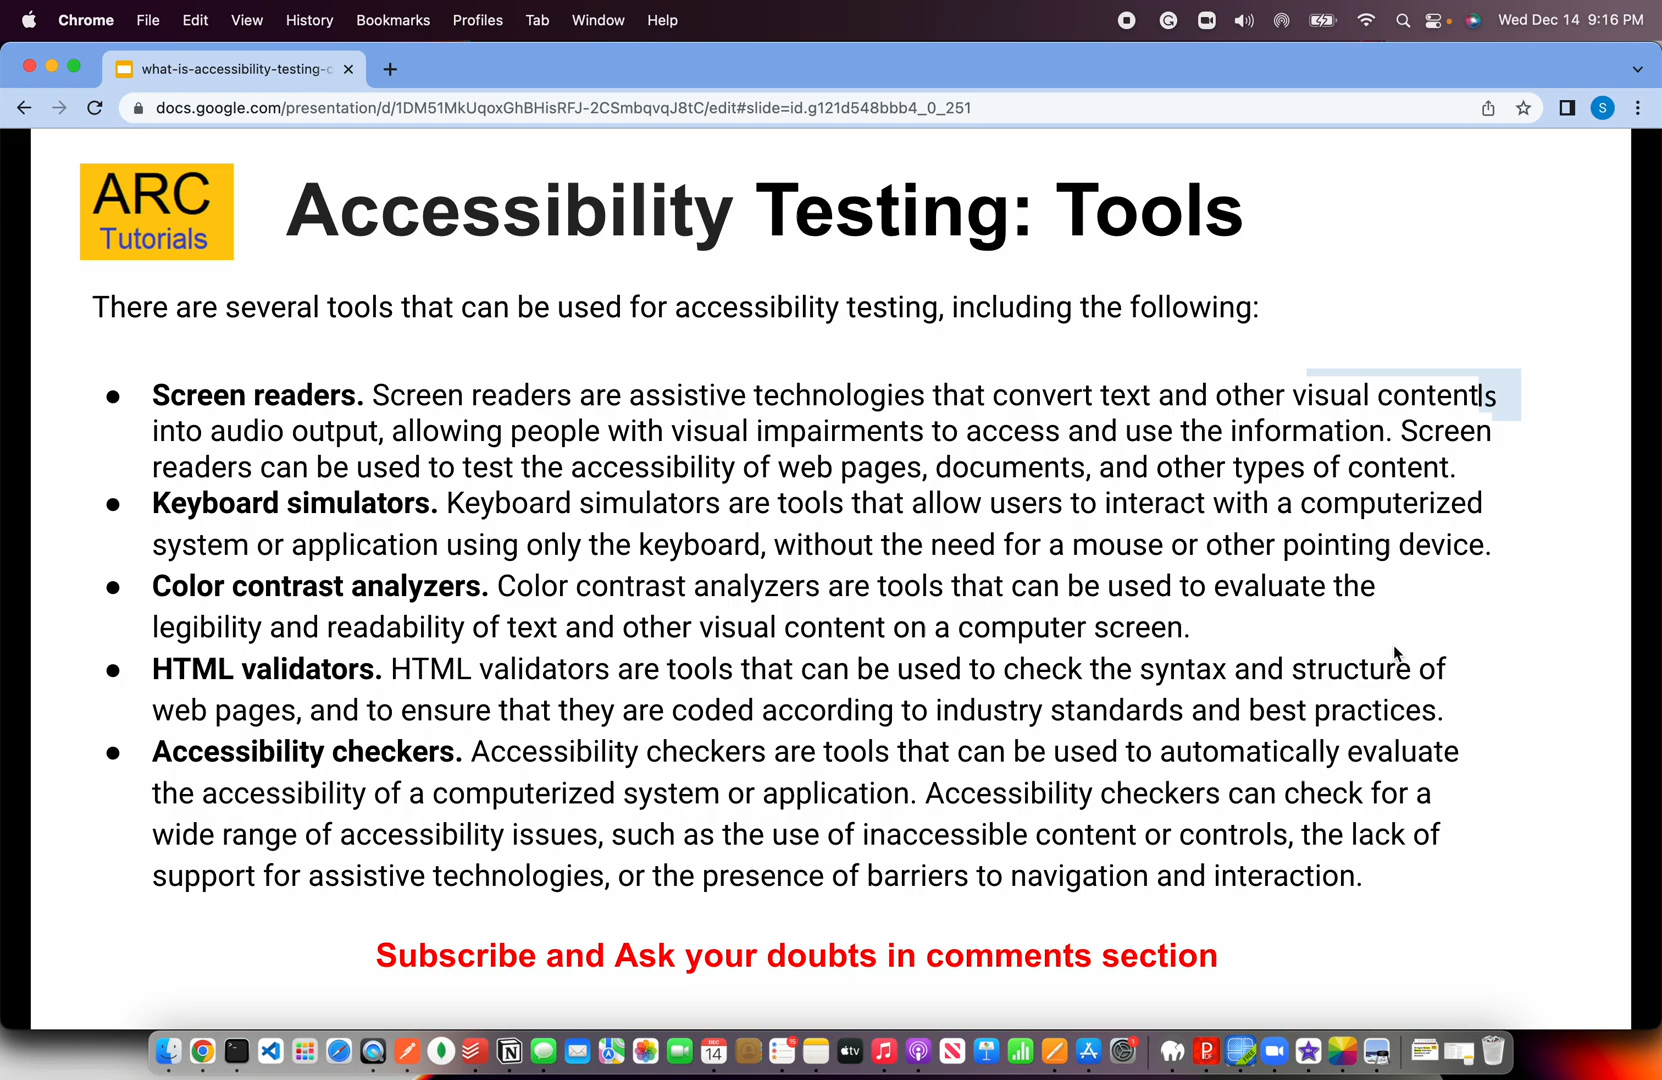 Chrome File Edit View History Bookmarks Profiles Tab Window Help Wed Dec 14 9:16 PM
what-is-accessibility-testing-c
docs.google.com/presentation/d/1DM51MkUqoxGhBHisRFJ-2CSmbqvqJ8tC/edit#slide=id.g121d548bbb4_0_251 S
ARC
Tutorials
Accessibility Testing: Tools
There are several tools that can be used for accessibility testing, including the following:
● Screen readers. Screen readers are assistive technologies that convert text and other visual contentls
into audio output, allowing people with visual impairments to access and use the information. Screen
readers can be used to test the accessibility of web pages, documents, and other types of content.
● Keyboard simulators. Keyboard simulators are tools that allow users to interact with a computerized
system or application using only the keyboard, without the need for a mouse or other pointing device.
● Color contrast analyzers. Color contrast analyzers are tools that can be used to evaluate the
legibility and readability of text and other visual content on a computer screen.
● HTML validators. HTML validators are tools that can be used to check the syntax and structure of
web pages, and to ensure that they are coded according to industry standards and best practices.
● Accessibility checkers. Accessibility checkers are tools that can be used to automatically evaluate
the accessibility of a computerized system or application. Accessibility checkers can check for a
wide range of accessibility issues, such as the use of inaccessible content or controls, the lack of
support for assistive technologies, or the presence of barriers to navigation and interaction.
Subscribe and Ask your doubts in comments section
DEC
14
tv